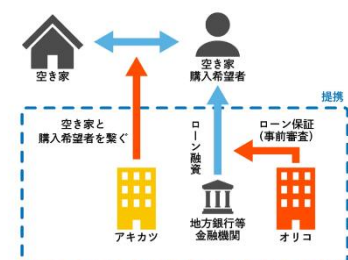 空き家
空き家
購入希望者
提携
空き家と
購入希望者を繋ぐ
ローン融資
ローン保証
(事前審査)
アキカツ
地方銀行等
金融機関
オリコ